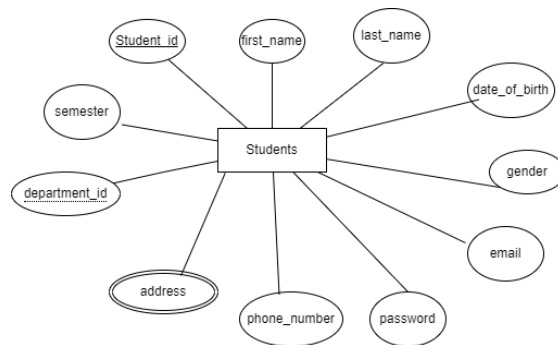 Student_id
first_name
last_name
date_of_birth
semester
Students
gender
department_id
email
address
phone_number
password